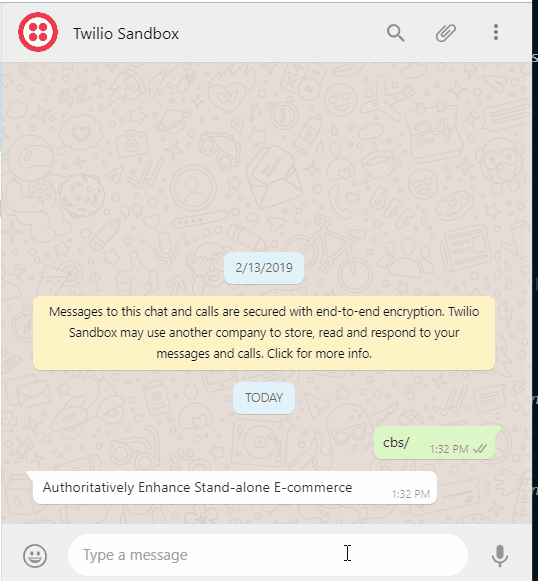 Twilio Sandbox
2/13/2019
Messages to this chat and calls are secured with end-to-end encryption. Twilio
Sandbox may use another company to store, read and respond to your
messages and calls. Click for more info.
TODAY
cbs/ 1:32 PM
Authoritatively Enhance Stand-alone E-commerce 1:32 PM
Type a message